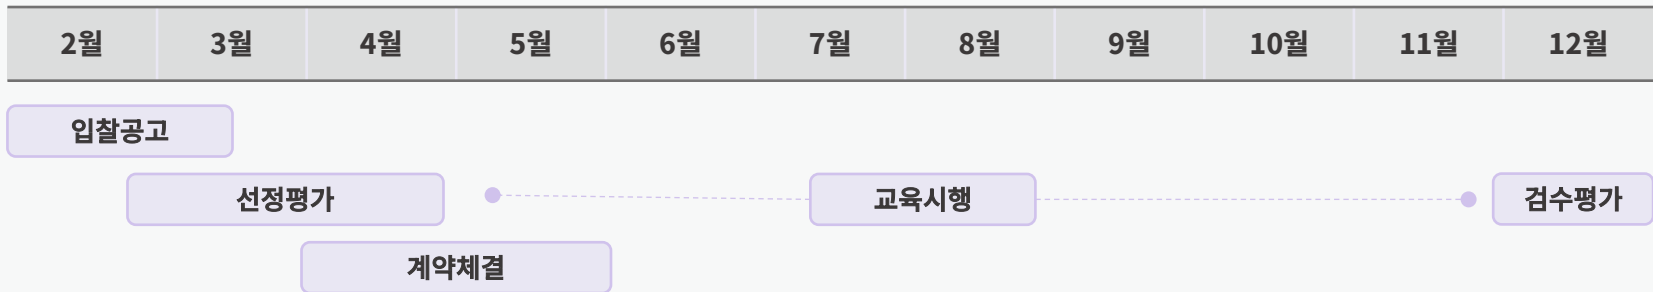 2월 3월 4월 5월 6월 7월 8월 9월 10월 11월 12월
입찰공고
선정평가 교육시행 검수평가
계약체결